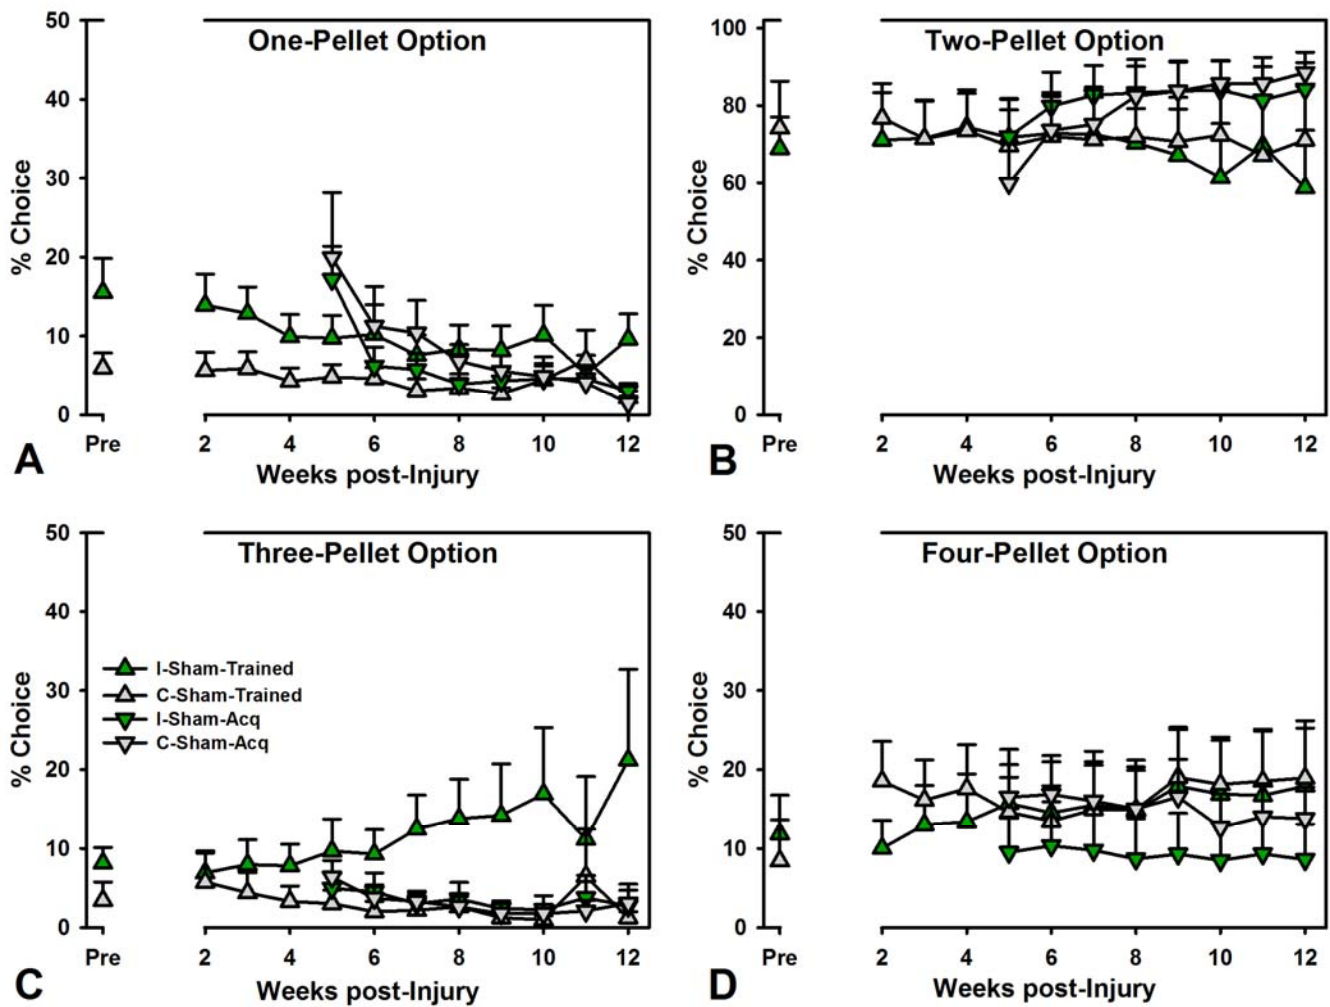 One-Pellet Option
% Choice
50
40
30
20
10
0
Pre
2 4 6 8 10 12
Weeks post-Injury
A
Two-Pellet Option
% Choice
100
80
60
40
20
0
Pre
2 4 6 8 10 12
Weeks post-Injury
B
Three-Pellet Option
% Choice
50
40
30
20
10
0
I-Sham-Trained
C-Sham-Trained
I-Sham-Acq
C-Sham-Acq
Pre
2 4 6 8 10 12
Weeks post-Injury
C
Four-Pellet Option
% Choice
50
40
30
20
10
0
Pre
2 4 6 8 10 12
Weeks post-Injury
D